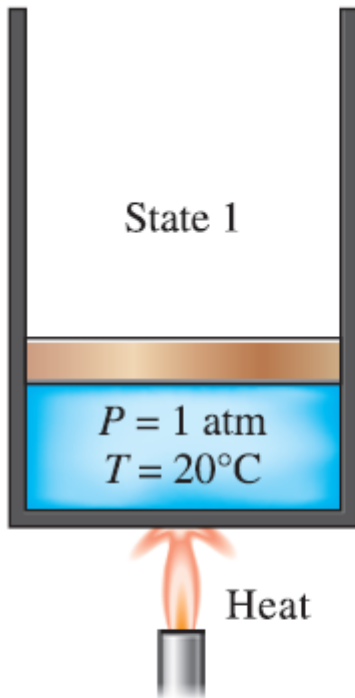 State 1
P = 1 atm
T = 20°C
Heat